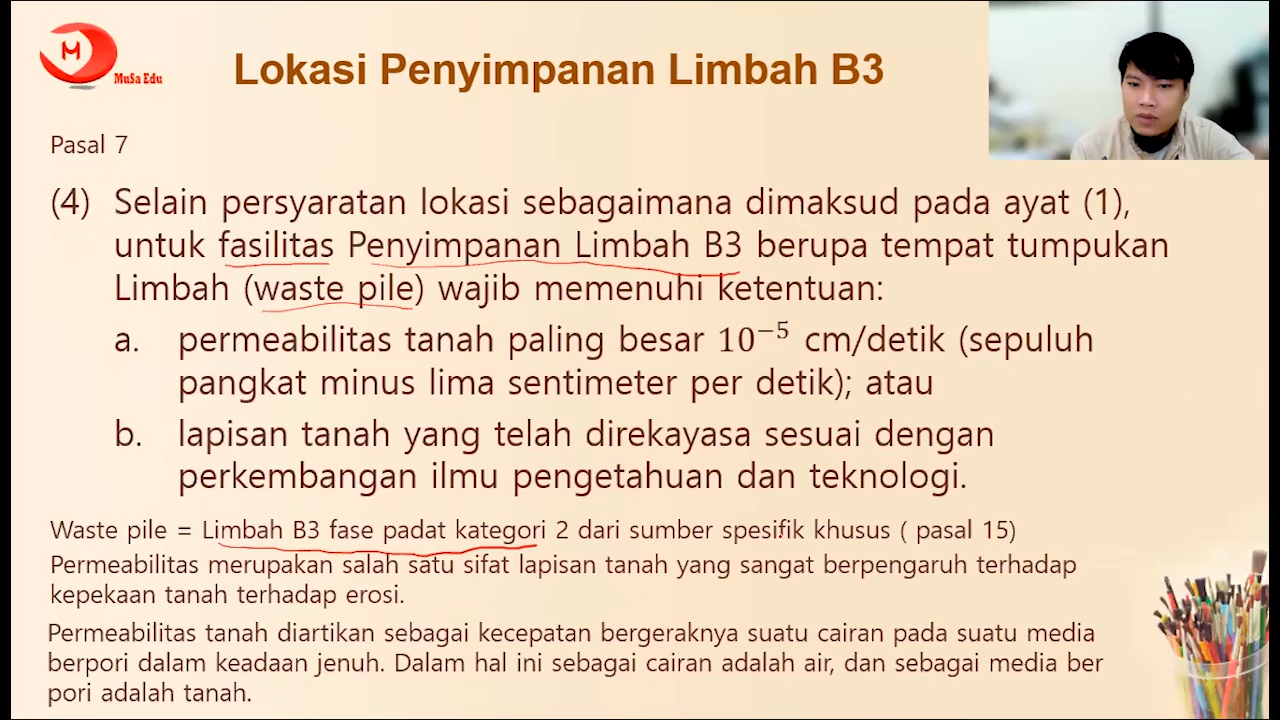 MuSa Edu
Lokasi Penyimpanan Limbah B3
Pasal 7
(4) Selain persyaratan lokasi sebagaimana dimaksud pada ayat (1),
untuk fasilitas Penyimpanan Limbah B3 berupa tempat tumpukan
Limbah (waste pile) wajib memenuhi ketentuan:
a. permeabilitas tanah paling besar 10⁻⁵ cm/detik (sepuluh
pangkat minus lima sentimeter per detik); atau
b. lapisan tanah yang telah direkayasa sesuai dengan
perkembangan ilmu pengetahuan dan teknologi.
Waste pile = Limbah B3 fase padat kategori 2 dari sumber spesifik khusus ( pasal 15)
Permeabilitas merupakan salah satu sifat lapisan tanah yang sangat berpengaruh terhadap
kepekaan tanah terhadap erosi.
Permeabilitas tanah diartikan sebagai kecepatan bergeraknya suatu cairan pada suatu media
berpori dalam keadaan jenuh. Dalam hal ini sebagai cairan adalah air, dan sebagai media ber
pori adalah tanah.